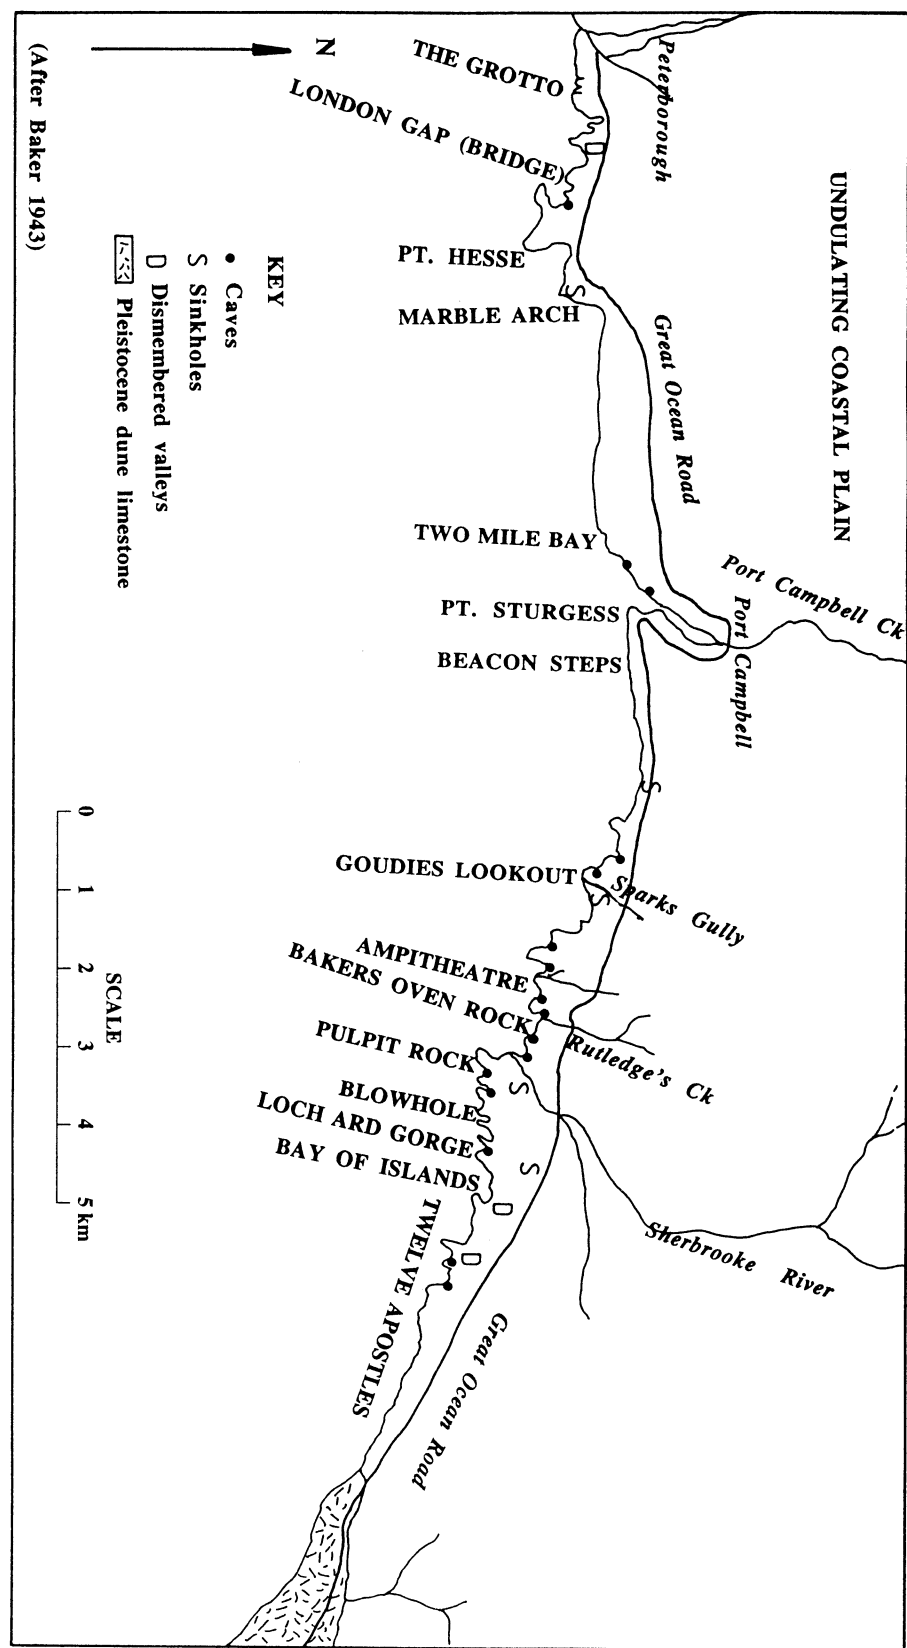 UNDULATING COASTAL PLAIN
Peterborough
Great Ocean Road
Port Campbell Ck
Port Campbell
Sparks Gully
Rutledge's Ck
Sherbrooke River
Great Ocean Road
THE GROTTO
LONDON GAP (BRIDGE)
PT. HESSE
MARBLE ARCH
TWO MILE BAY
PT. STURGESS
BEACON STEPS
GOUDIES LOOKOUT
AMPITHEATRE
BAKERS OVEN ROCK
PULPIT ROCK
BLOWHOLE
LOCH ARD GORGE
BAY OF ISLANDS
TWELVE APOSTLES
N
KEY
Caves
S Sinkholes
D Dismembered valleys
Pleistocene dune limestone
0 1 2 3 4 5 km
SCALE
(After Baker 1943)
S
S
S
S
S
D
D
D